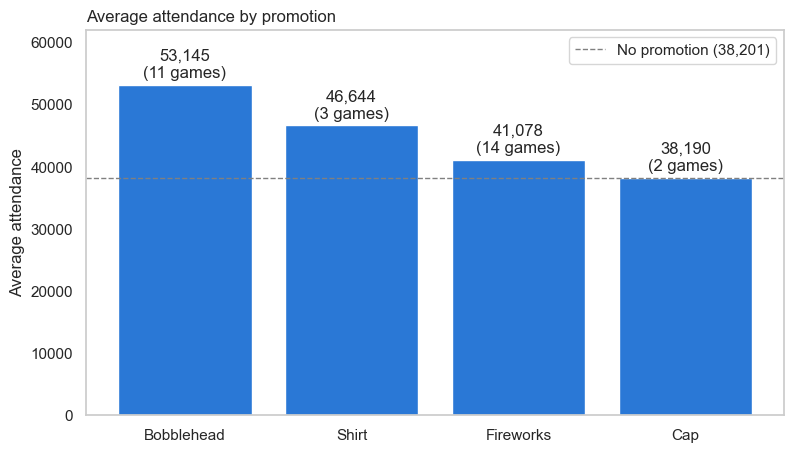 Average attendance by promotion
No promotion (38,201)
Average attendance
60000
50000
40000
30000
20000
10000
0
53,145
(11 games)
46,644
(3 games)
41,078
(14 games)
38,190
(2 games)
Bobblehead
Shirt
Fireworks
Cap